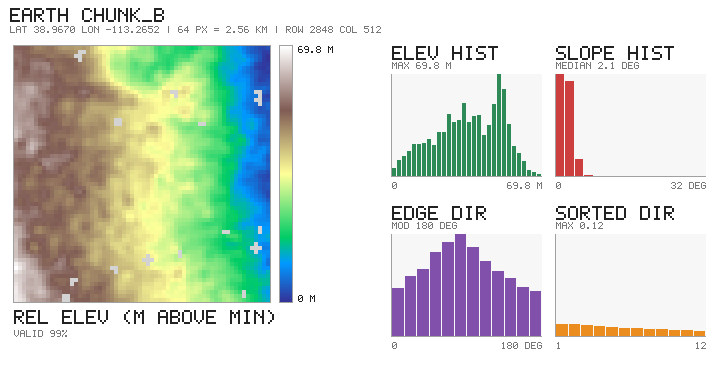 EARTH CHUNK_B
LAT 38.9670 LON -113.2652 | 64 PX = 2.56 KM | ROW 2848 COL 512
69.8 M
0 M
REL ELEV (M ABOVE MIN)
VALID 99%
ELEV HIST
MAX 69.8 M
0 69.8 M
SLOPE HIST
MEDIAN 2.1 DEG
0 32 DEG
EDGE DIR
MOD 180 DEG
0 180 DEG
SORTED DIR
MAX 0.12
1 12